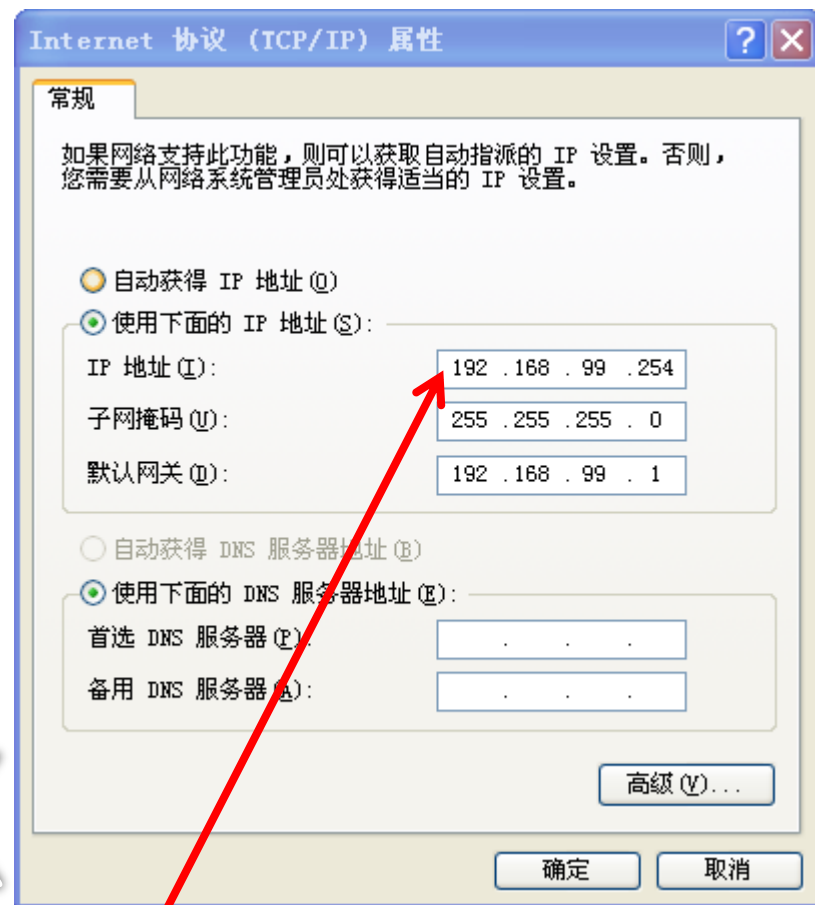 Internet 协议 (TCP/IP) 属性
常规
如果网络支持此功能，则可以获取自动指派的 IP 设置。否则，
您需要从网络系统管理员处获得适当的 IP 设置。
自动获得 IP 地址(O)
使用下面的 IP 地址(S):
IP 地址(I): 192 .168 . 99 .254
子网掩码(U): 255 .255 .255 . 0
默认网关(D): 192 .168 . 99 . 1
自动获得 DNS 服务器地址(B)
使用下面的 DNS 服务器地址(E):
首选 DNS 服务器(P): . . .
备用 DNS 服务器(A): . . .
高级(V)...
确定 取消